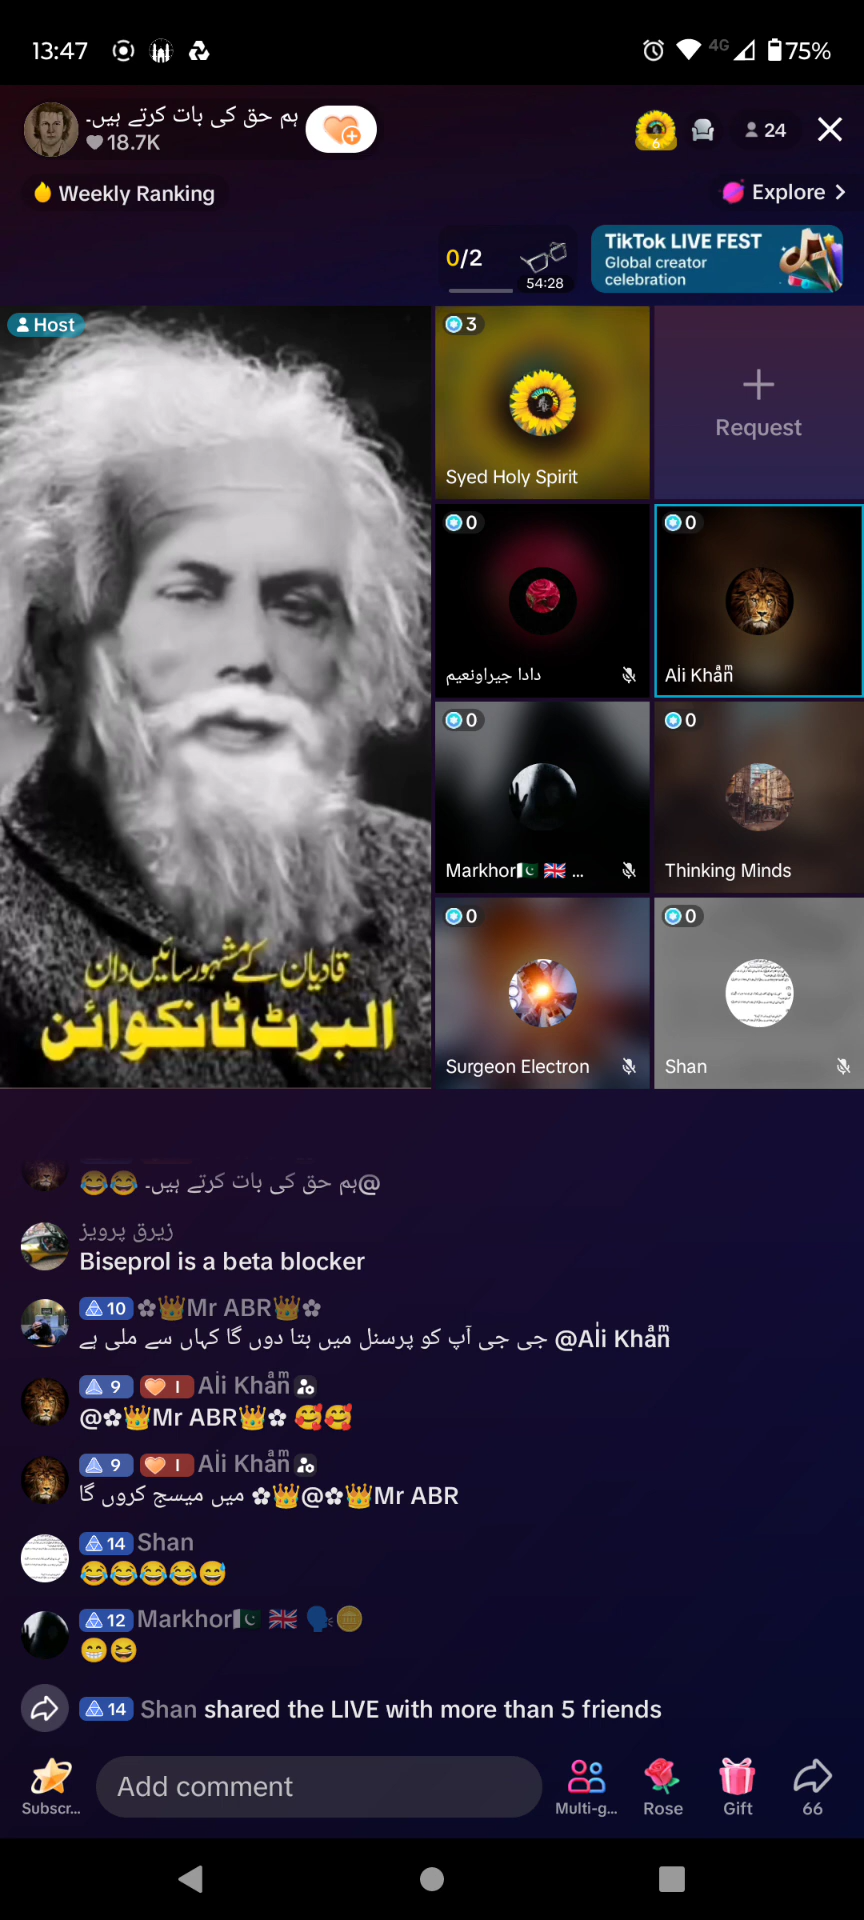 13:47
4G
75%
ہم حق کی بات کرتے ہیں۔
18.7K
6
24
Weekly Ranking
Explore
0/2
54:28
TikTok LIVE FEST
Global creator
celebration
Host
3
Syed Holy Spirit
Request
0
دادا جیراونعیم
0
Ali Khan
0
Markhor🇵🇰 🇬🇧 ...
0
Thinking Minds
0
Surgeon Electron
0
Shan
قادیان کے مشہور سائیں دان
البرٹ ٹانکوائن
@ہم حق کی بات کرتے ہیں۔ 😂😂
زیرق پرویز
Biseprol is a beta blocker
10 ✿👑Mr ABR👑✿
@Ali Khan جی جی آپ کو پرسنل میں بتا دوں گا کہاں سے ملی ہے
9 I Ali Khan
@✿👑Mr ABR👑✿ 🥰🥰
9 I Ali Khan
میں میسج کروں گا ✿👑@✿👑Mr ABR
14 Shan
😂😂😂😂😅
12 Markhor🇵🇰 🇬🇧 🗣️🪙
😁😆
14 Shan shared the LIVE with more than 5 friends
Subscr...
Add comment
Multi-g...
Rose
Gift
66